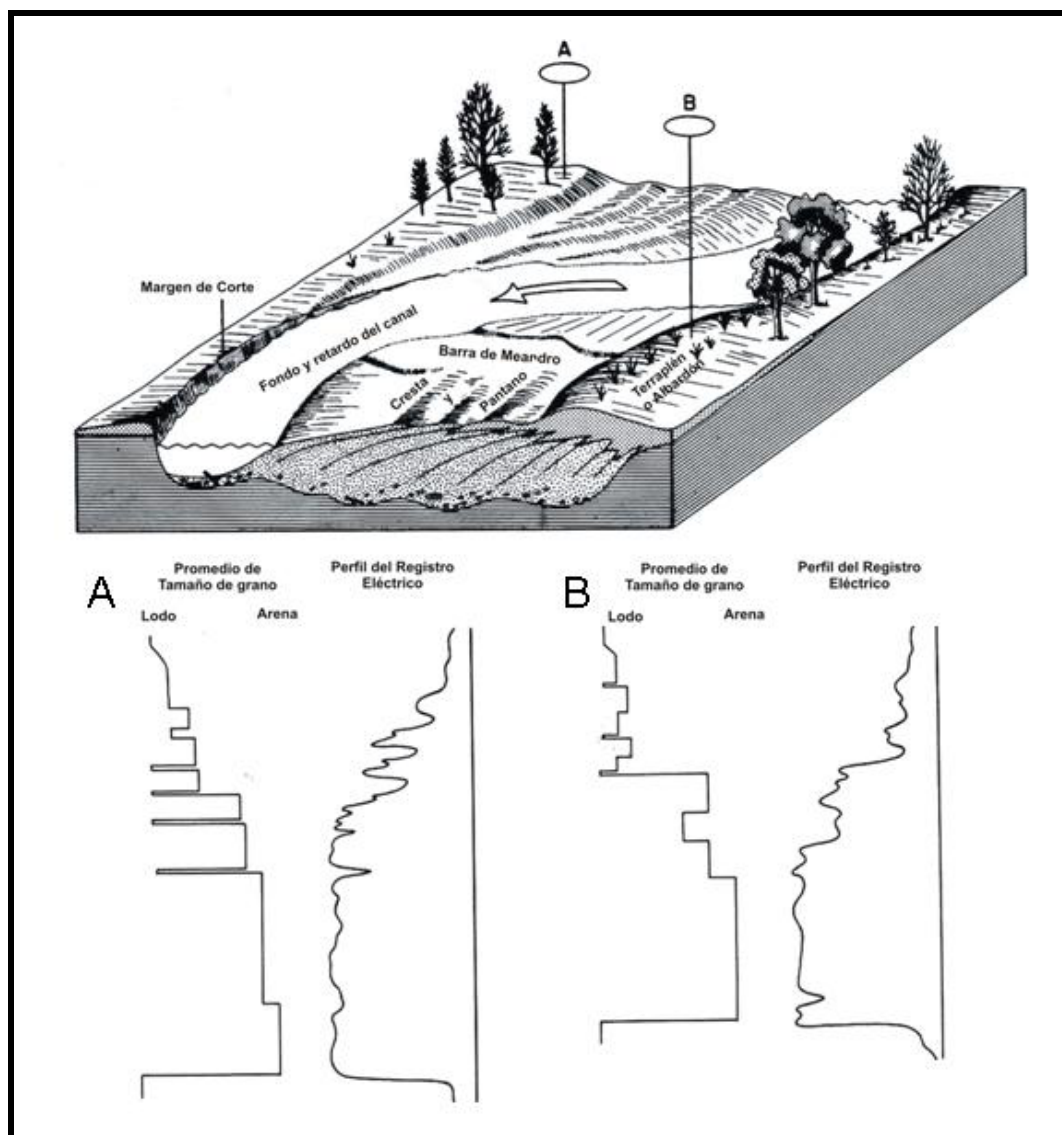 A
B
Margen de Corte
Fondo y retardo del canal
Barra de Meandro
Cresta
y
Pantano
Terraplén
o Albardón
Promedio de
Tamaño de grano
Perfil del Registro
Eléctrico
A
Lodo
Arena
Promedio de
Tamaño de grano
Perfil del Registro
Eléctrico
B
Lodo
Arena